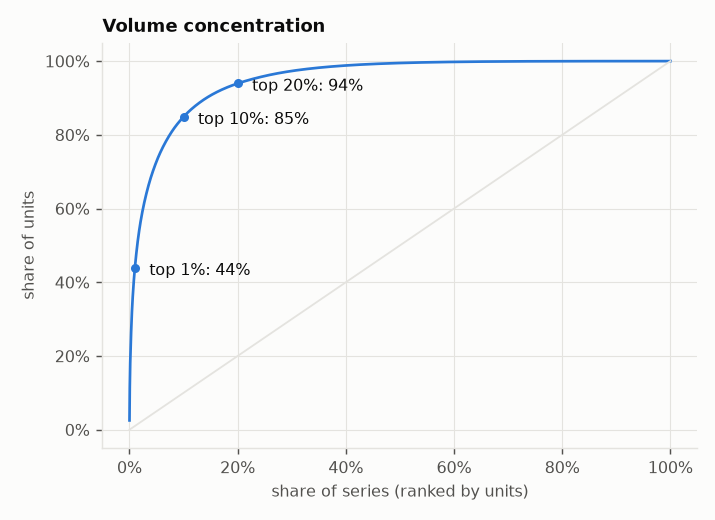 Volume concentration
100%
80%
60%
40%
20%
0%
share of units
top 20%: 94%
top 10%: 85%
top 1%: 44%
0% 20% 40% 60% 80% 100%
share of series (ranked by units)